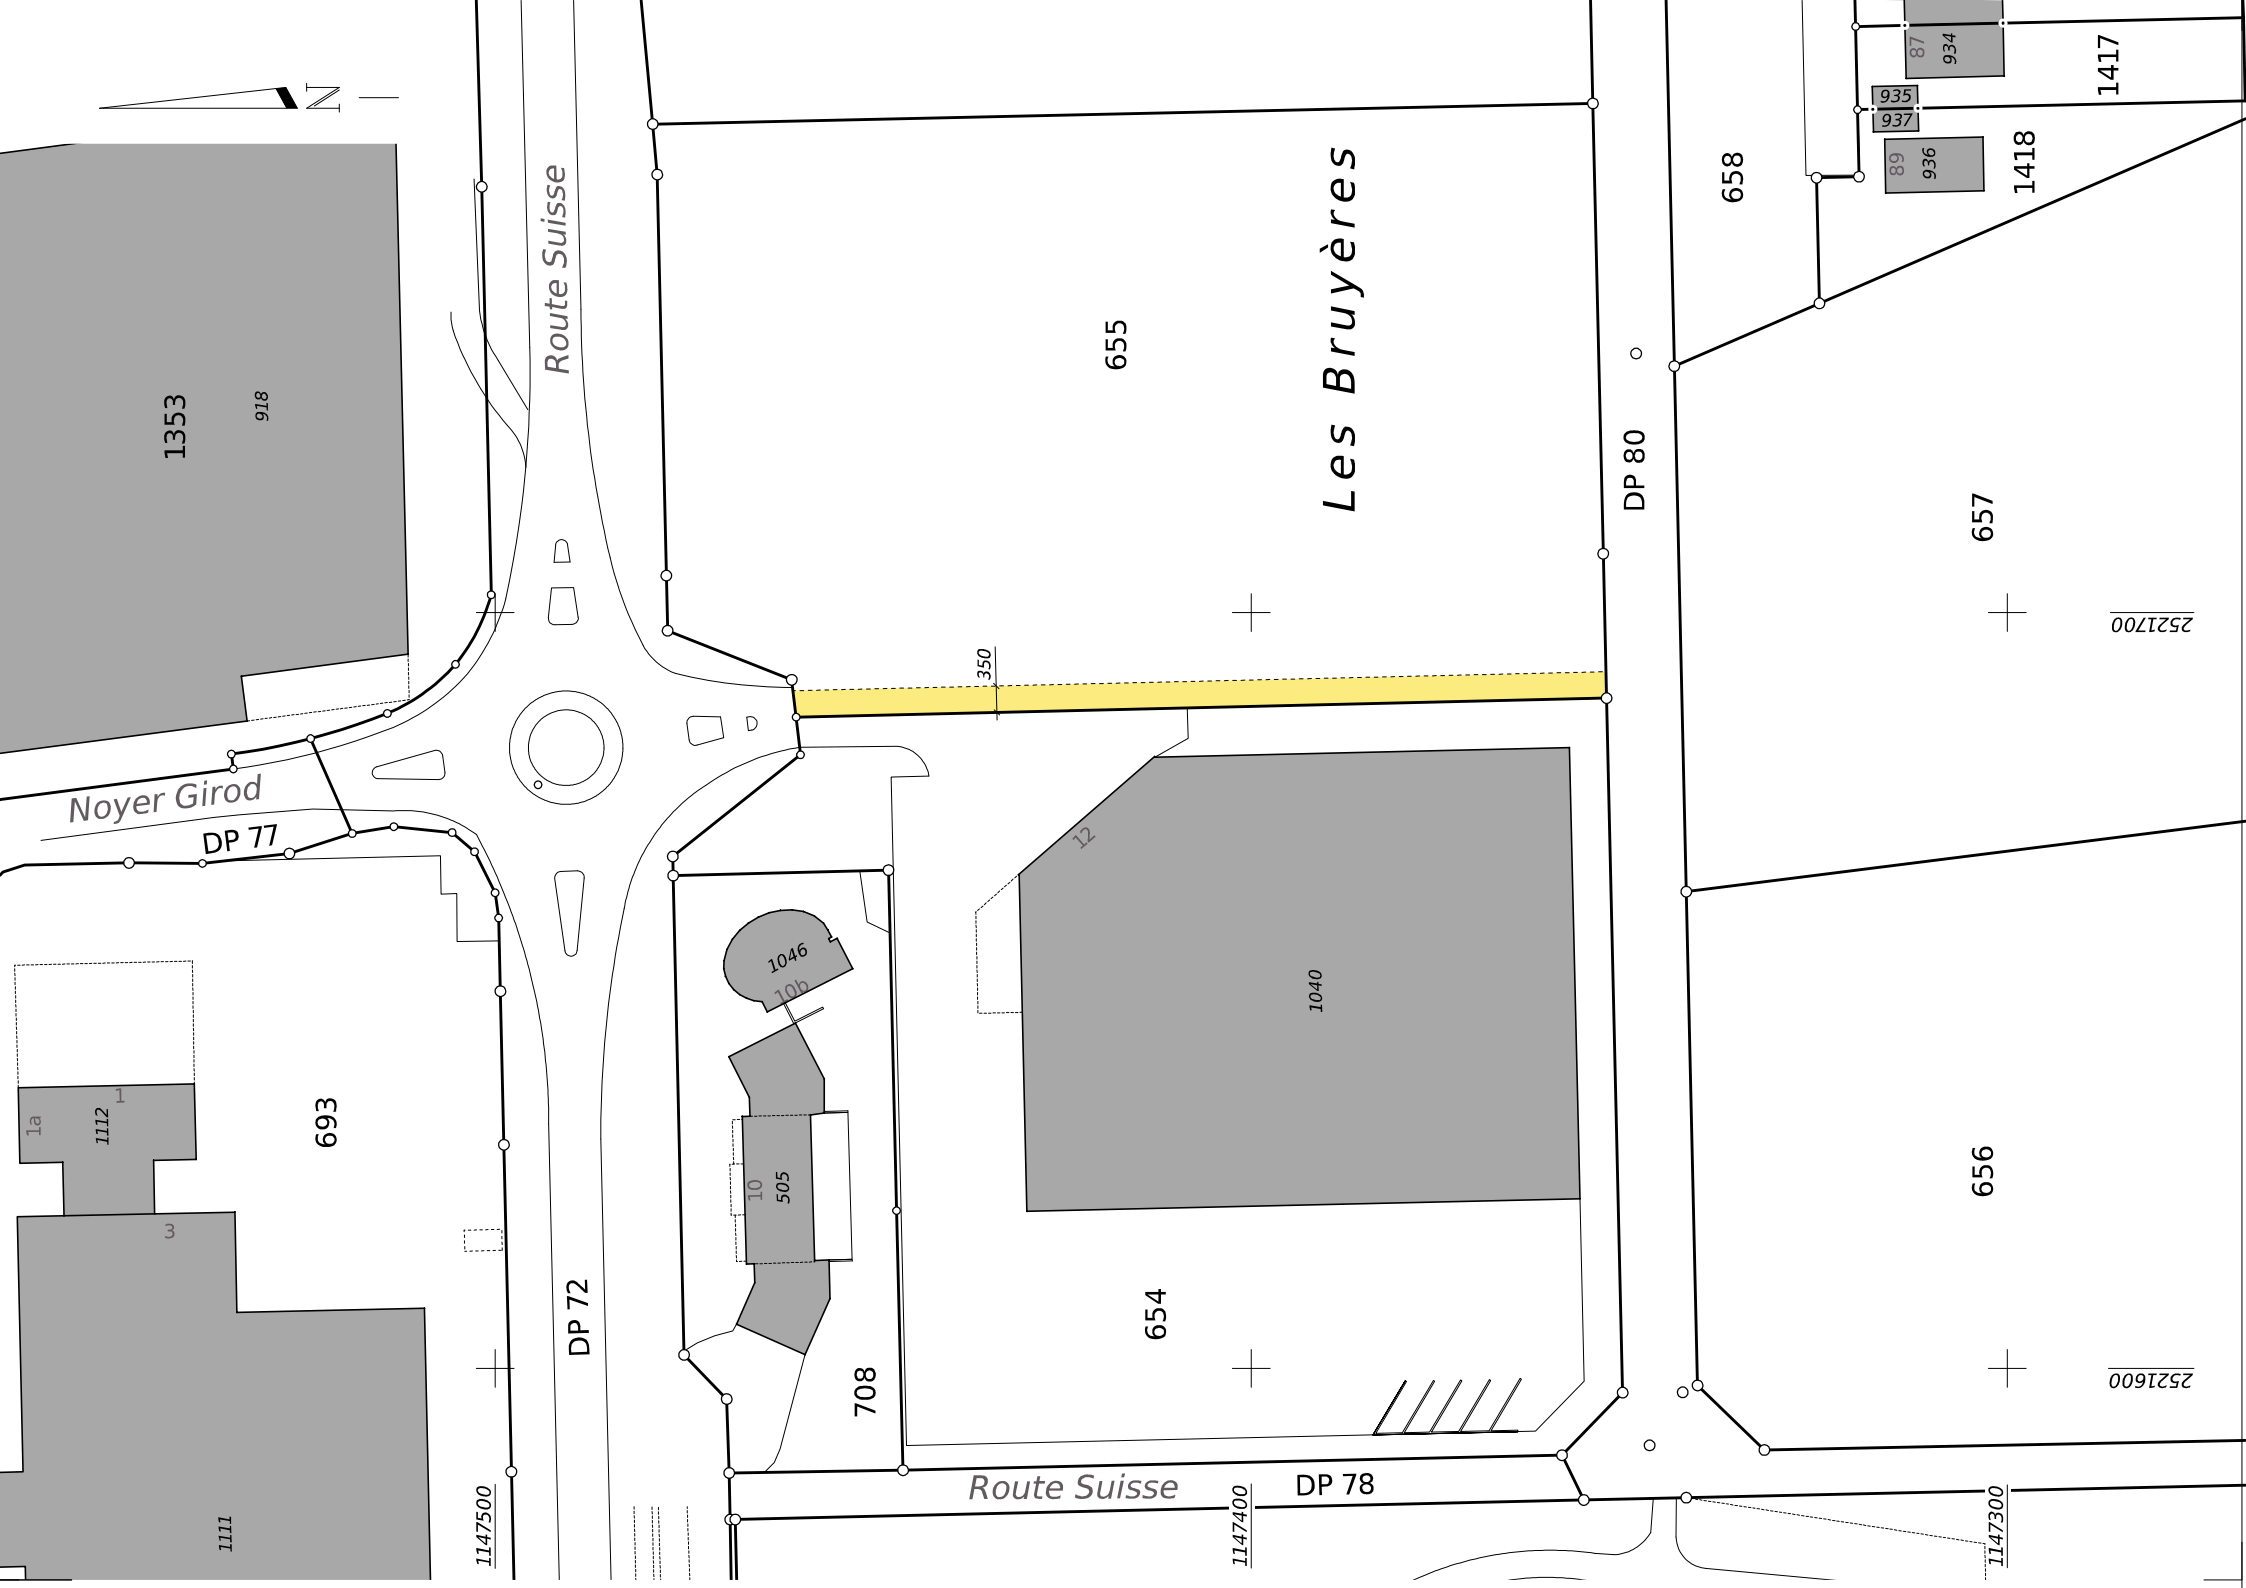 N
Route Suisse
1353
918
655
Les Bruyères
DP 80
658
87
934
935
937
89
936
1417
1418
657
2521700
350
Noyer Girod
DP 77
12
1040
1046
10b
10
505
1
1a
1112
3
693
1111
DP 72
708
654
656
2521600
Route Suisse
DP 78
1147500
1147400
1147300